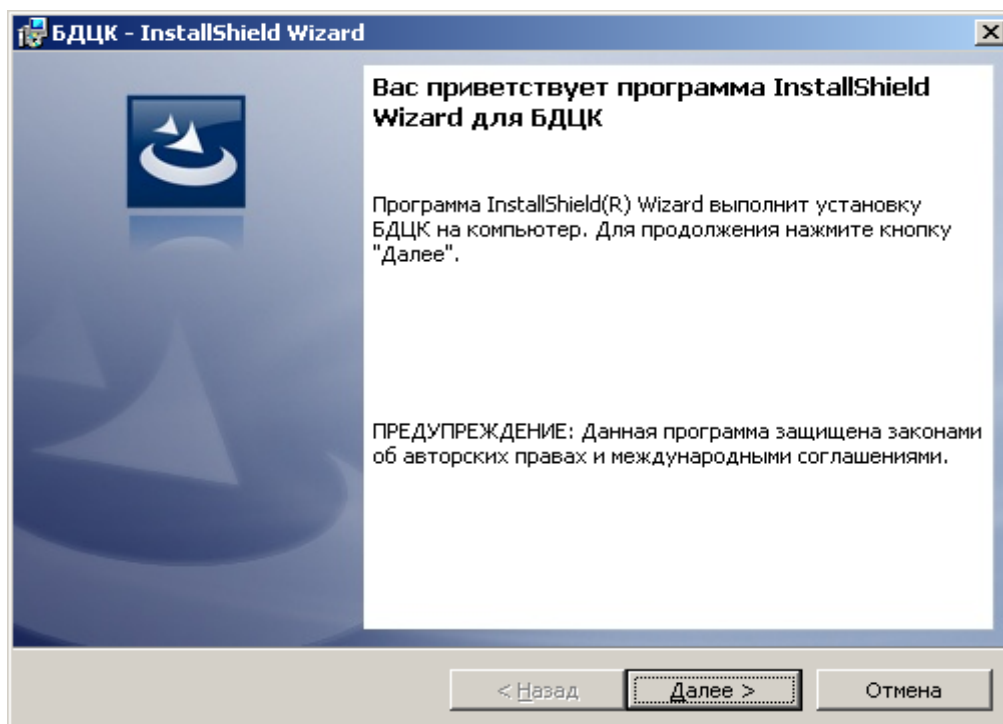 БДЦК - InstallShield Wizard
Вас приветствует программа InstallShield
Wizard для БДЦК
Программа InstallShield(R) Wizard выполнит установку
БДЦК на компьютер. Для продолжения нажмите кнопку
"Далее".
ПРЕДУПРЕЖДЕНИЕ: Данная программа защищена законами
об авторских правах и международными соглашениями.
< Назад
Далее >
Отмена